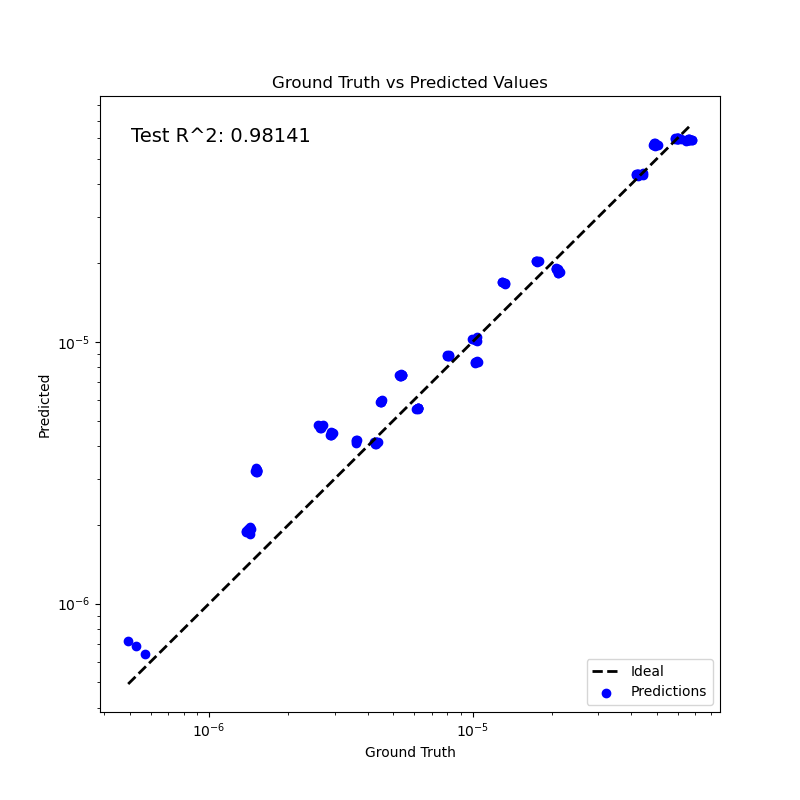 Ground Truth vs Predicted Values
Test R^2: 0.98141
Predicted
10⁻⁵
10⁻⁶
10⁻⁶
10⁻⁵
Ground Truth
Ideal
Predictions